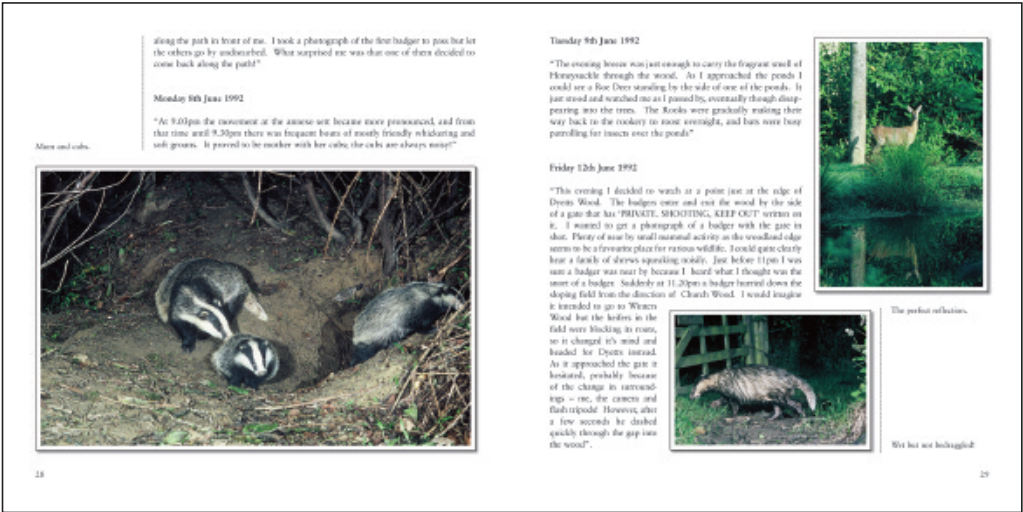 along the path in front of me. I took a photograph of the first badger to pass but let
the others go by undisturbed. What surprised me was that one of them decided to
come back along the path!"
Monday 8th June 1992
"At 9.03pm the movement at the annexe sett became more pronounced, and from
that time until 9.30pm there was frequent bouts of mostly friendly whickering and
soft groans. It proved to be mother with her cubs, the cubs are always noisy!"
Mum and cubs.
28
Tuesday 9th June 1992
"The evening breeze was just enough to carry the fragrant smell of
Honeysuckle through the wood. As I approached the ponds I
could see a Roe Deer standing by the side of one of the ponds. It
just stood and watched me as I passed by, eventually though disap-
pearing into the trees. The Rooks were gradually making their
way back to the rookery to roost overnight, and bats were busy
patrolling for insects over the ponds"
Friday 12th June 1992
"This evening I decided to watch at a point just at the edge of
Dyetts Wood. The badgers enter and exit the wood by the side
of a gate that has 'PRIVATE. SHOOTING, KEEP OUT' written on
it. I wanted to get a photograph of a badger with the gate in
shot. Plenty of near by small mammal activity as the woodland edge
seems to be a favourite place for various wildlife. I could quite clearly
hear a family of shrews squeaking noisily. Just before 11pm I was
sure a badger was near by because I heard what I thought was the
snort of a badger. Suddenly at 11.20pm a badger hurried down the
sloping field from the direction of Church Wood. I would imagine
it intended to go to Winters
Wood but the heifers in the
field were blocking its route,
so it changed it's mind and
headed for Dyetts instead.
As it approached the gate it
hesitated, probably because
of the change in surround-
ings – me, the camera and
flash tripods! However, after
a few seconds he dashed
quickly through the gap into
the wood".
The perfect reflection.
Wet but not bedraggled!
29